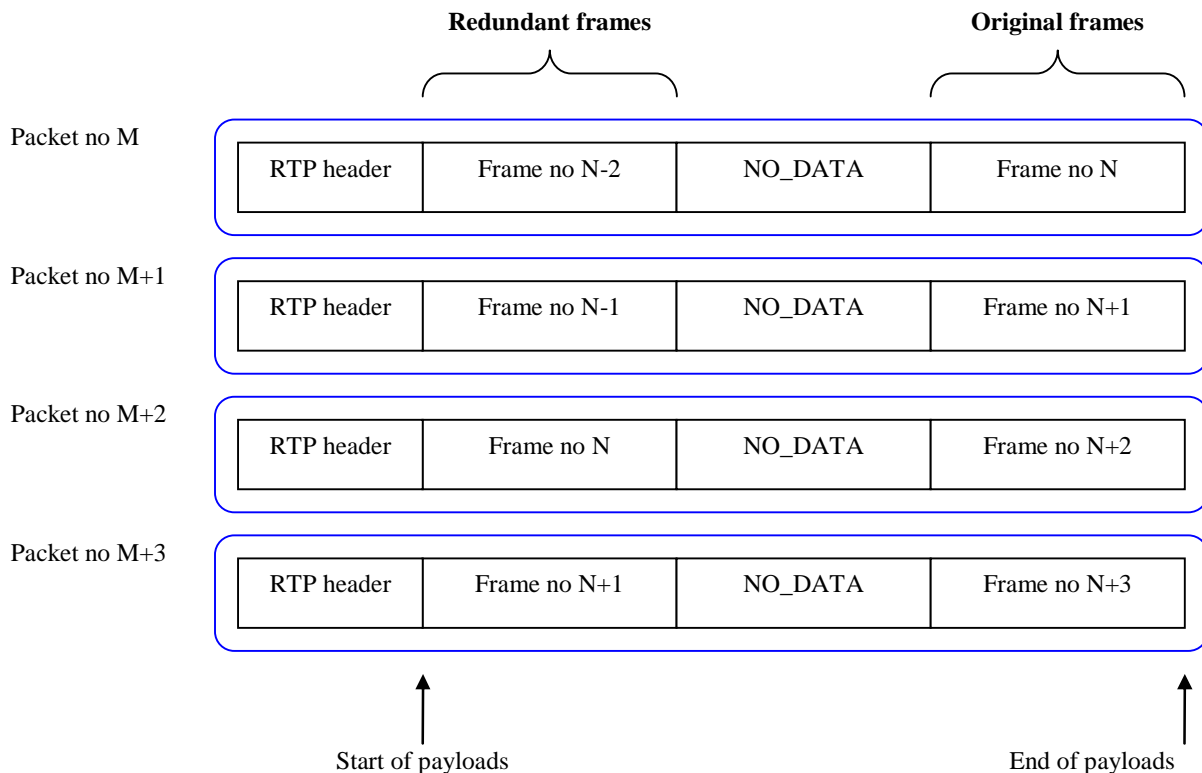 Redundant frames Original frames
Packet no M
RTP header Frame no N-2 NO_DATA Frame no N
Packet no M+1
RTP header Frame no N-1 NO_DATA Frame no N+1
Packet no M+2
RTP header Frame no N NO_DATA Frame no N+2
Packet no M+3
RTP header Frame no N+1 NO_DATA Frame no N+3
Start of payloads End of payloads